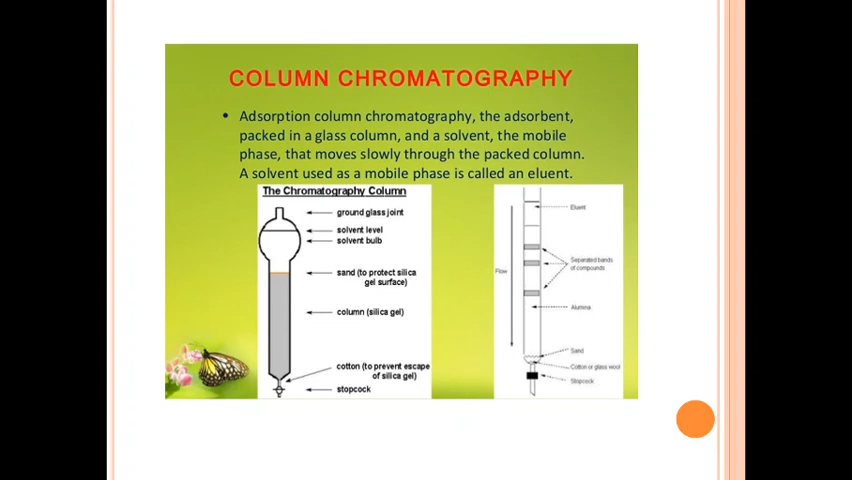 COLUMN CHROMATOGRAPHY
• Adsorption column chromatography, the adsorbent,
packed in a glass column, and a solvent, the mobile
phase, that moves slowly through the packed column.
A solvent used as a mobile phase is called an eluent.
The Chromatography Column
ground glass joint
solvent level
solvent bulb
sand (to protect silica
gel surface)
column (silica gel)
cotton (to prevent escape
of silica gel)
stopcock
Eluent
Seperated bands
of compounds
Flow
Alumina
Sand
Cotton or glass wool
Stopcock